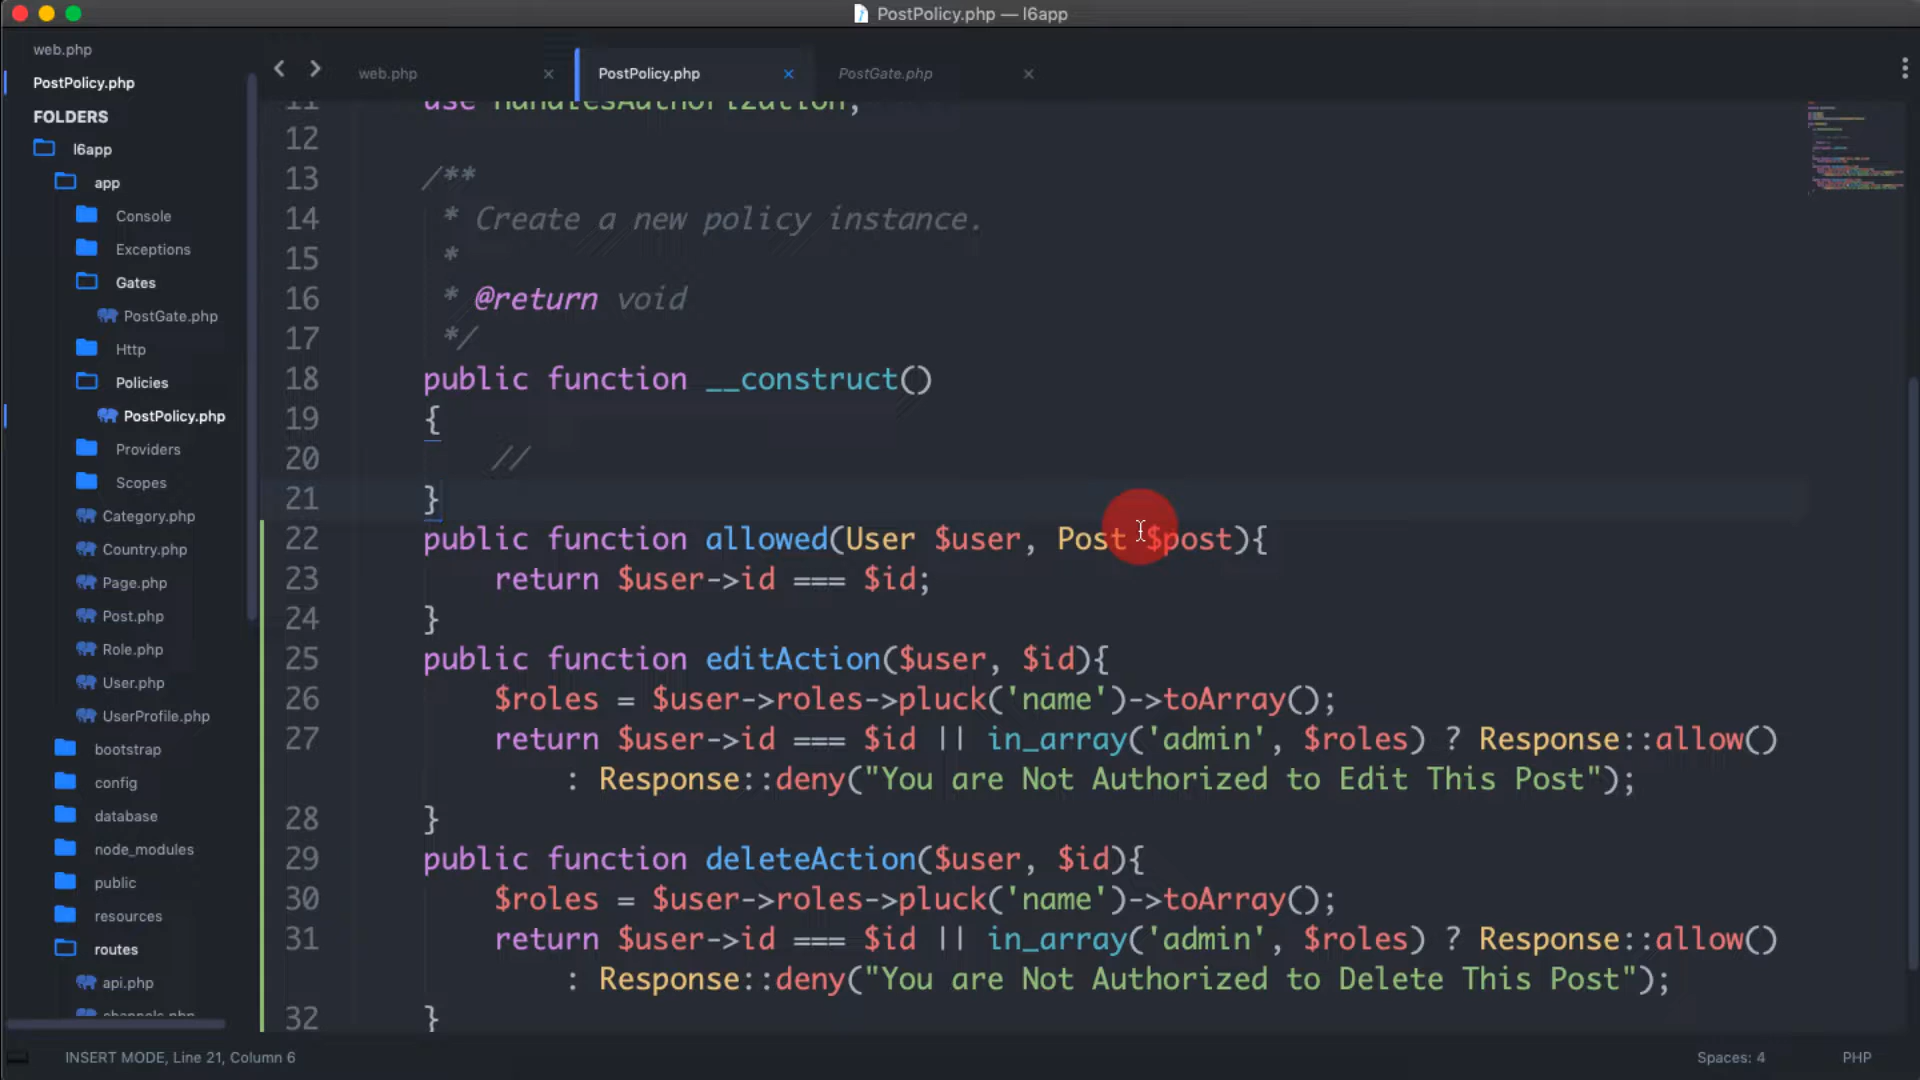 PostPolicy.php — l6app
web.php
PostPolicy.php
FOLDERS
l6app
app
Console
Exceptions
Gates
PostGate.php
Http
Policies
PostPolicy.php
Providers
Scopes
Category.php
Country.php
Page.php
Post.php
Role.php
User.php
UserProfile.php
bootstrap
config
database
node_modules
public
resources
routes
api.php
channels.php
web.php
PostPolicy.php
PostGate.php
11 use HandlesAuthorization;
12
13 /**
14 * Create a new policy instance.
15 *
16 * @return void
17 */
18 public function __construct()
19 {
20 //
21 }
22 public function allowed(User $user, Post $post){
23 return $user->id === $id;
24 }
25 public function editAction($user, $id){
26 $roles = $user->roles->pluck('name')->toArray();
27 return $user->id === $id || in_array('admin', $roles) ? Response::allow()
: Response::deny("You are Not Authorized to Edit This Post");
28 }
29 public function deleteAction($user, $id){
30 $roles = $user->roles->pluck('name')->toArray();
31 return $user->id === $id || in_array('admin', $roles) ? Response::allow()
: Response::deny("You are Not Authorized to Delete This Post");
32 }
INSERT MODE, Line 21, Column 6
Spaces: 4
PHP